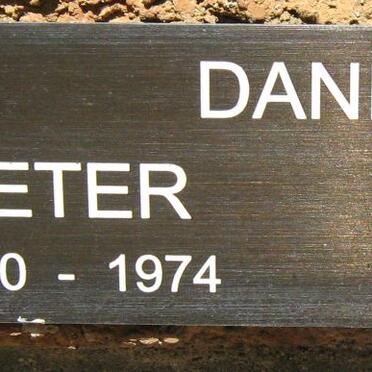 DAN
ETER
0 - 1974